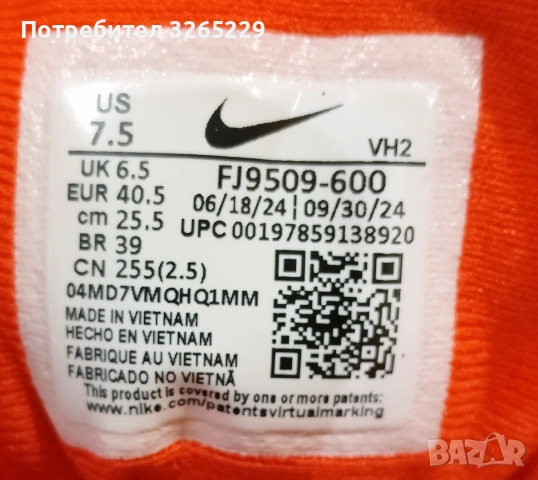 Потребител 3265229
US
7.5
VH2
UK 6.5
EUR 40.5
cm 25.5
BR 39
CN 255(2.5)
FJ9509-600
06/18/24 | 09/30/24
UPC 00197859138920
04MD7VMQHQ1MM
MADE IN VIETNAM
HECHO EN VIETNAM
FABRIQUE AU VIETNAM
FABRICADO NO VIETNÃ
This product is covered by one or more patents:
www.nike.com/patentsvirtualmarking
BAZAR